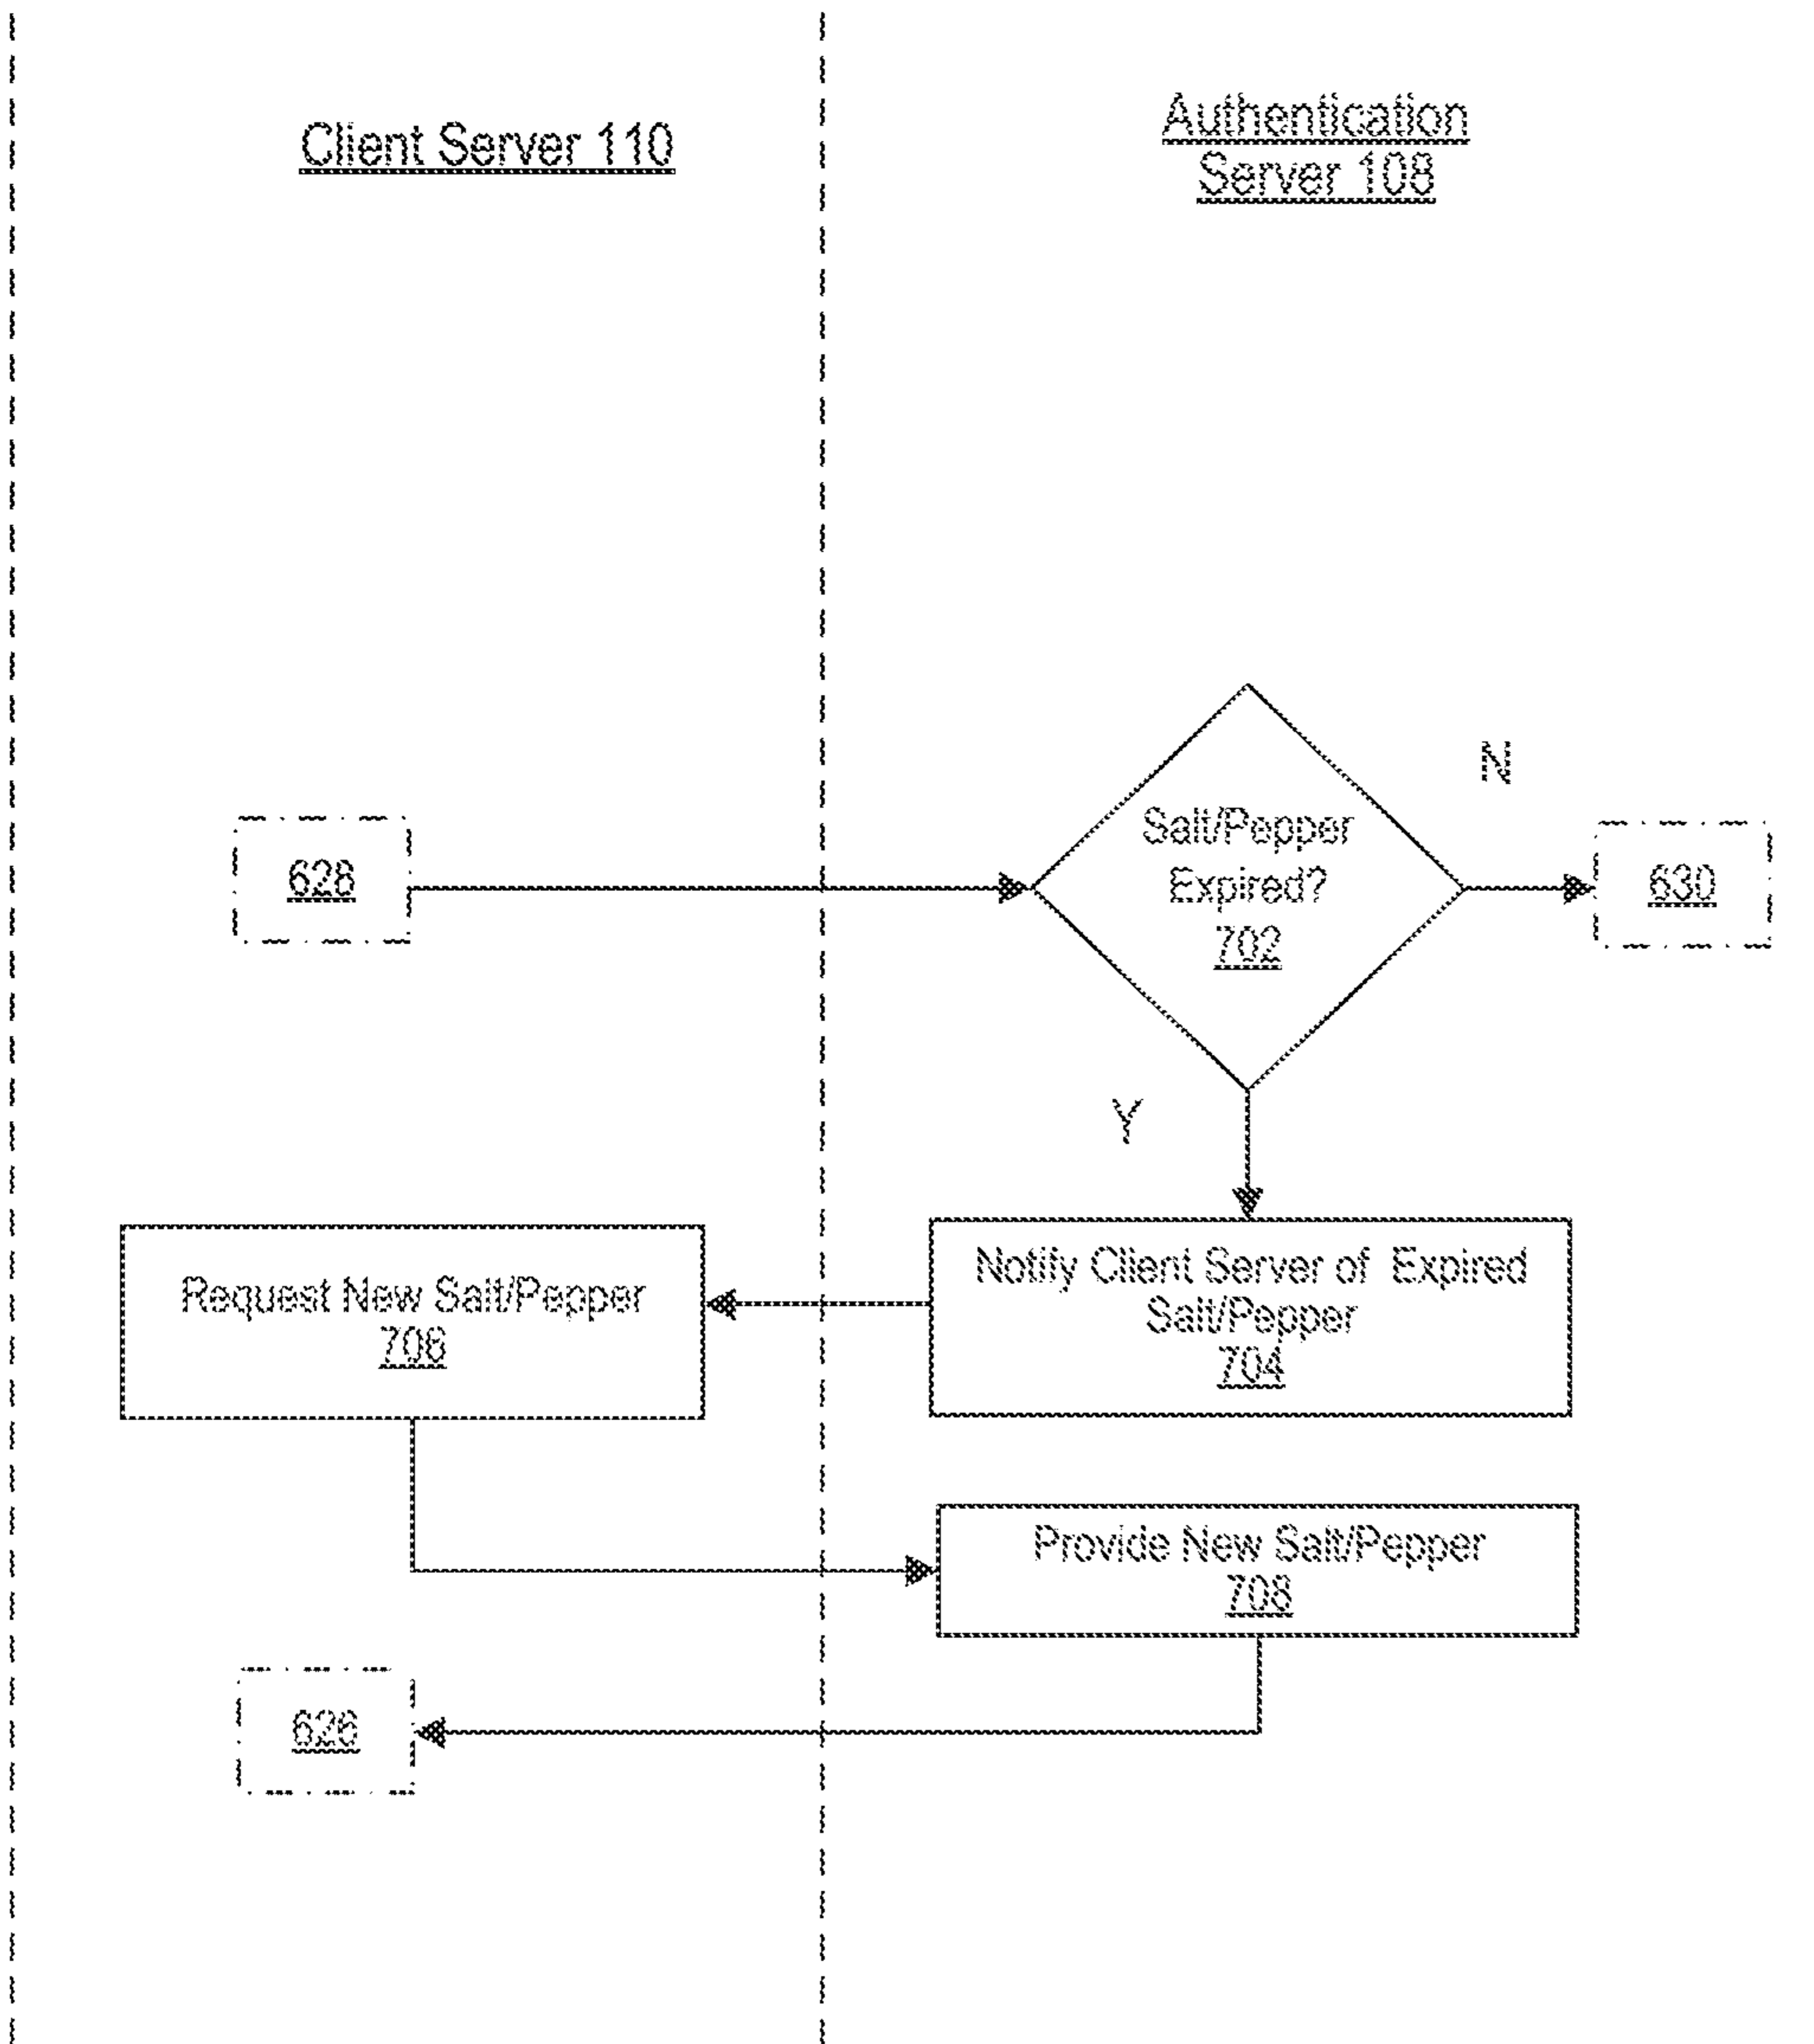 Client Server 110
Authentication
Server 108
N
Salt/Pepper
Expired?
702
628
630
Y
Notify Client Server of Expired
Salt/Pepper
704
Request New Salt/Pepper
706
Provide New Salt/Pepper
708
626